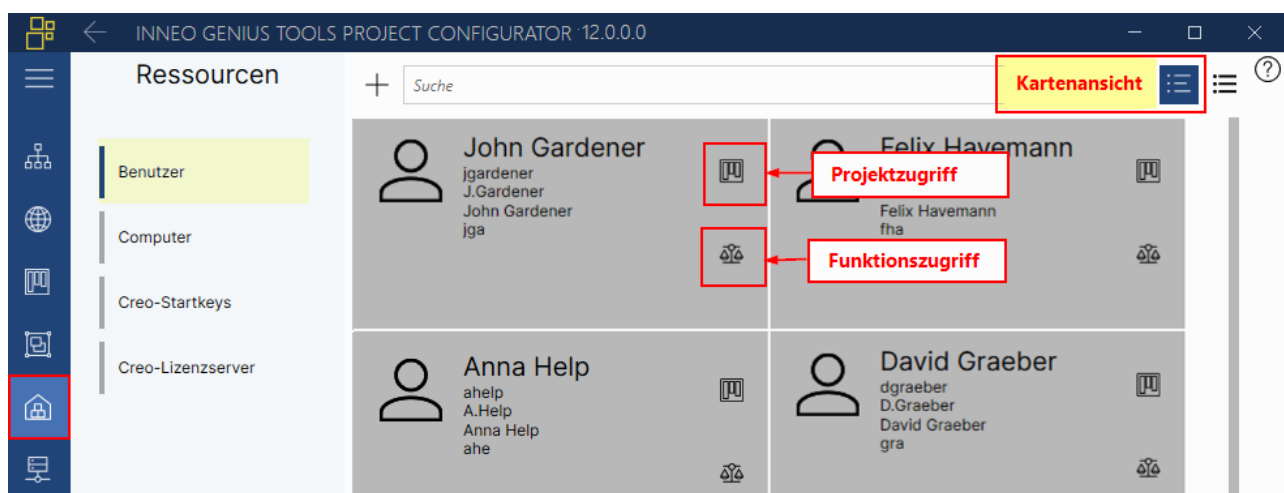 INNEO GENIUS TOOLS PROJECT CONFIGURATOR 12.0.0.0
Ressourcen
Suche
Kartenansicht
Benutzer
Computer
Creo-Startkeys
Creo-Lizenzserver
John Gardener
jgardener
J.Gardener
John Gardener
jga
Projektzugriff
Funktionszugriff
Felix Havemann
Felix Havemann
fha
Anna Help
ahelp
A.Help
Anna Help
ahe
David Graeber
dgraeber
D.Graeber
David Graeber
gra